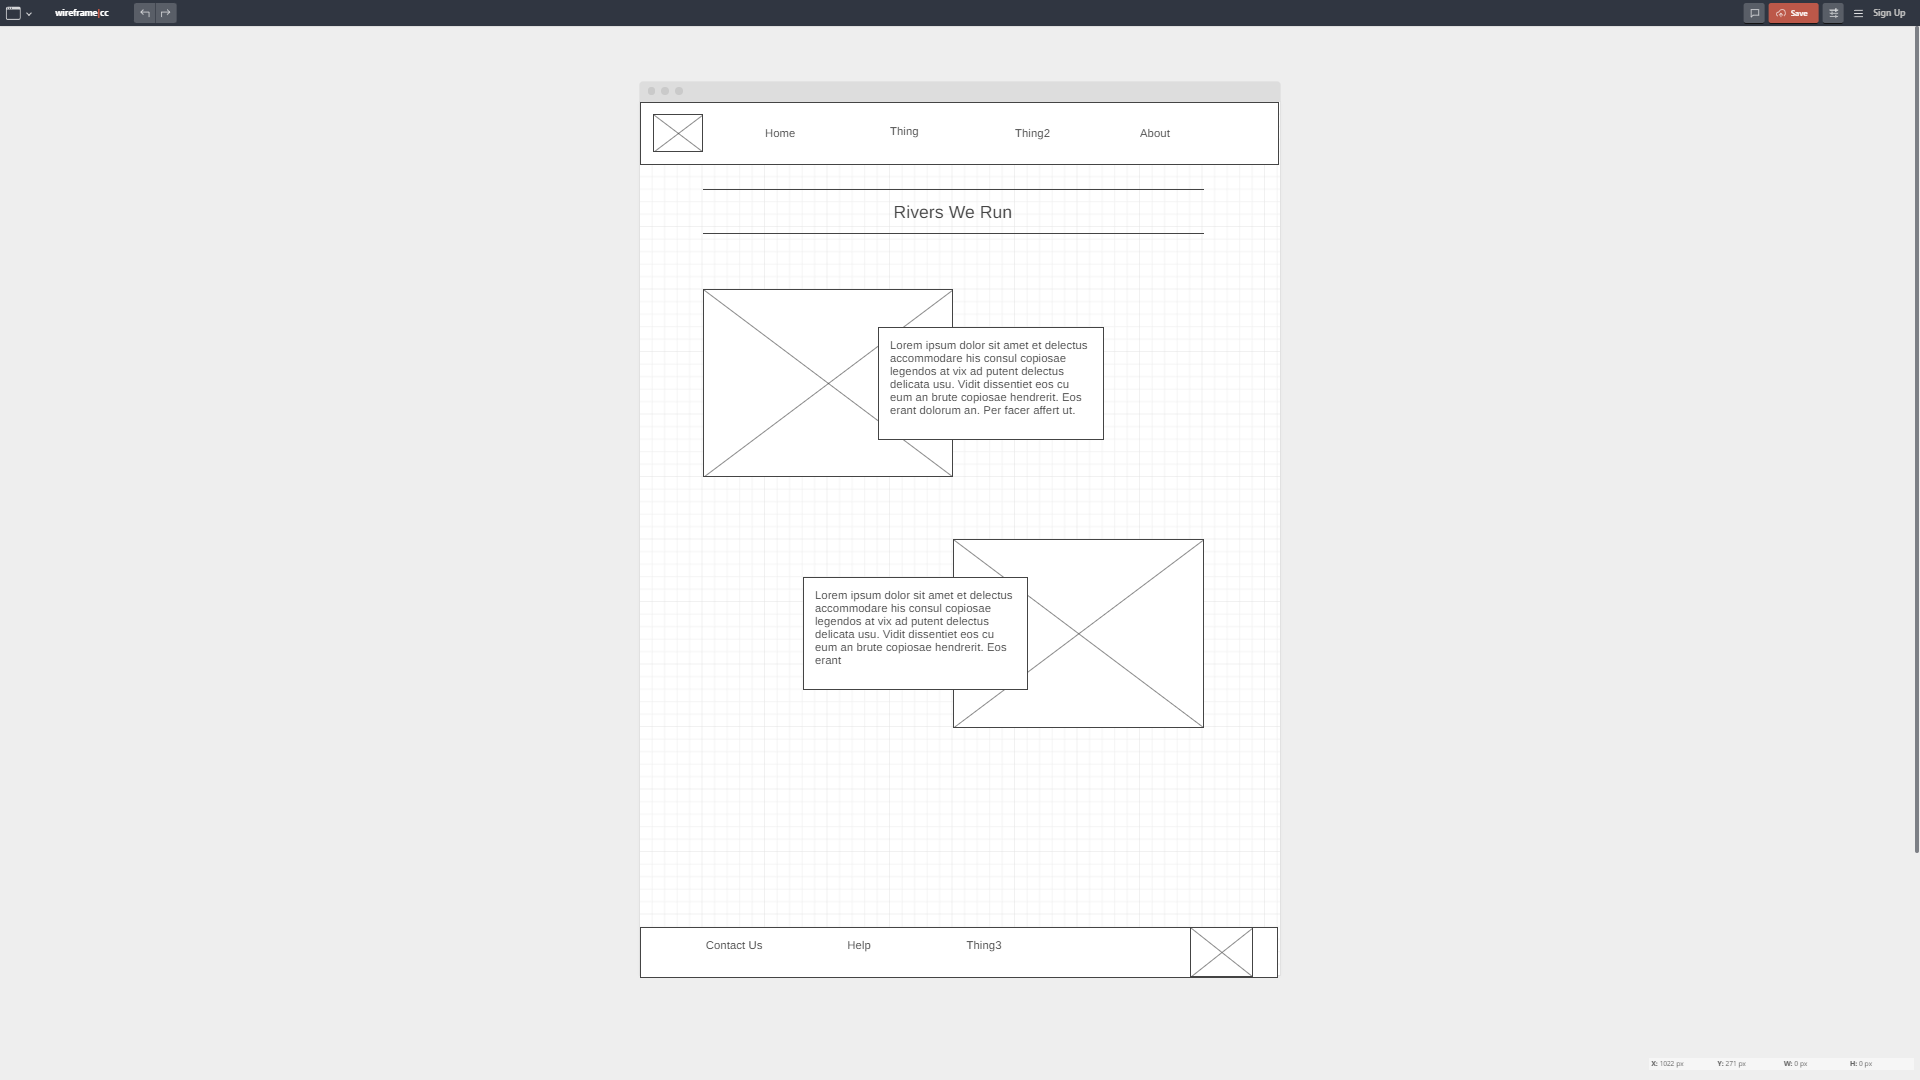 wireframe|cc
Save
Sign Up
Home Thing Thing2 About
Rivers We Run
Lorem ipsum dolor sit amet et delectus
accommodare his consul copiosae
legendos at vix ad putent delectus
delicata usu. Vidit dissentiet eos cu
eum an brute copiosae hendrerit. Eos
erant dolorum an. Per facer affert ut.
Lorem ipsum dolor sit amet et delectus
accommodare his consul copiosae
legendos at vix ad putent delectus
delicata usu. Vidit dissentiet eos cu
eum an brute copiosae hendrerit. Eos
erant
Contact Us Help Thing3
X: 1022 px Y: 271 px W: 0 px H: 0 px